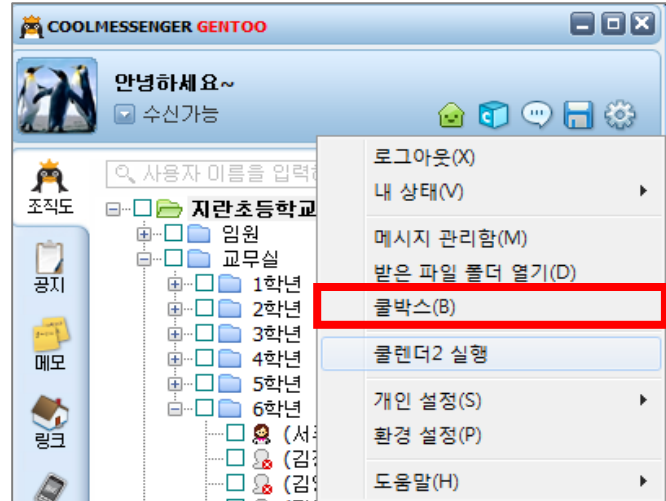 COOLMESSENGER GENTOO
안녕하세요~
수신가능
사용자 이름을
조직도
공지
메모
링크
지란초등학교
임원
교무실
1학년
2학년
3학년
4학년
5학년
6학년
로그아웃(X)
내 상태(V)
메시지 관리함(M)
받은 파일 폴더 열기(D)
쿨박스(B)
쿨렌더2 실행
개인 설정(S)
환경 설정(P)
도움말(H)